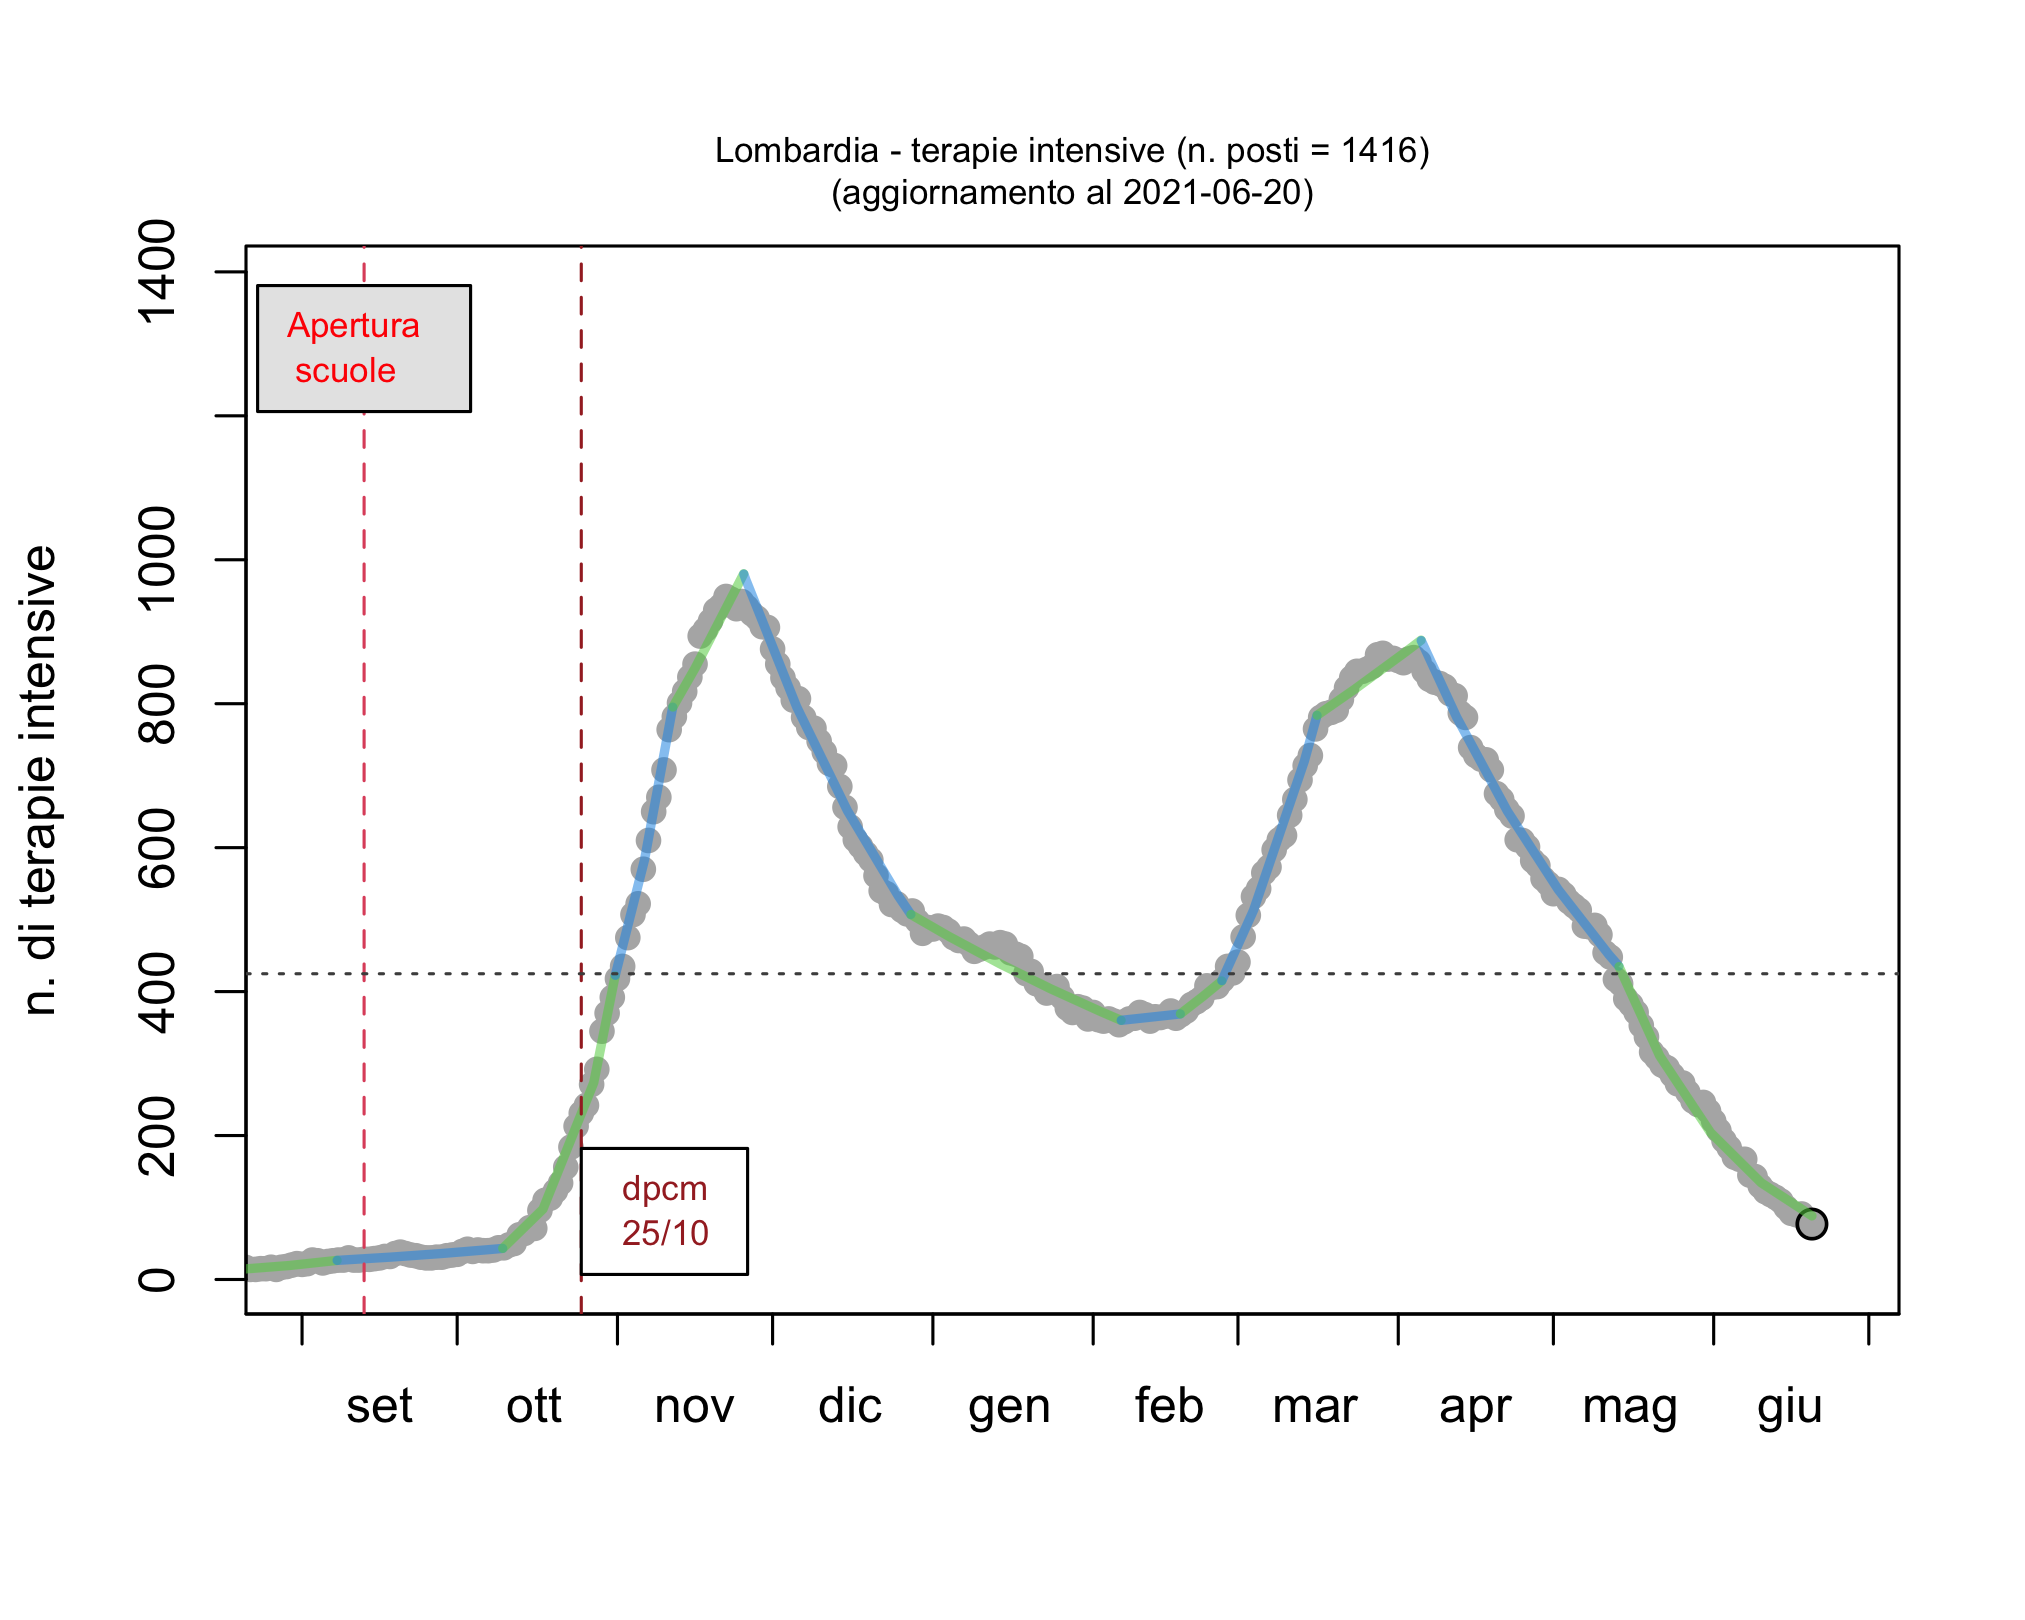 Lombardia - terapie intensive (n. posti = 1416)
(aggiornamento al 2021-06-20)
n. di terapie intensive
1400
1000
800
600
400
200
0
Apertura
scuole
dpcm
25/10
set ott nov dic gen feb mar apr mag giu